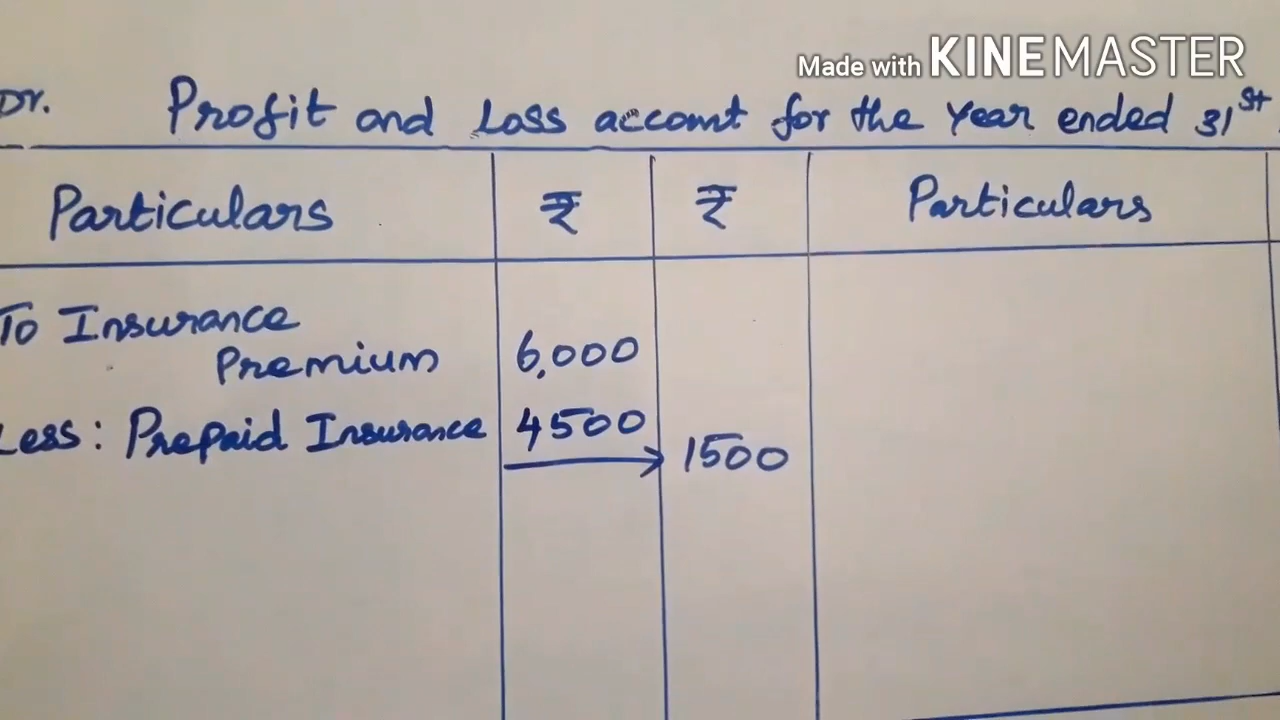 Made with KINEMASTER
Dr. Profit and Loss account for the Year ended 31st
Particulars ₹ ₹ Particulars
To Insurance
Premium 6,000
Less: Prepaid Insurance 4500 1500